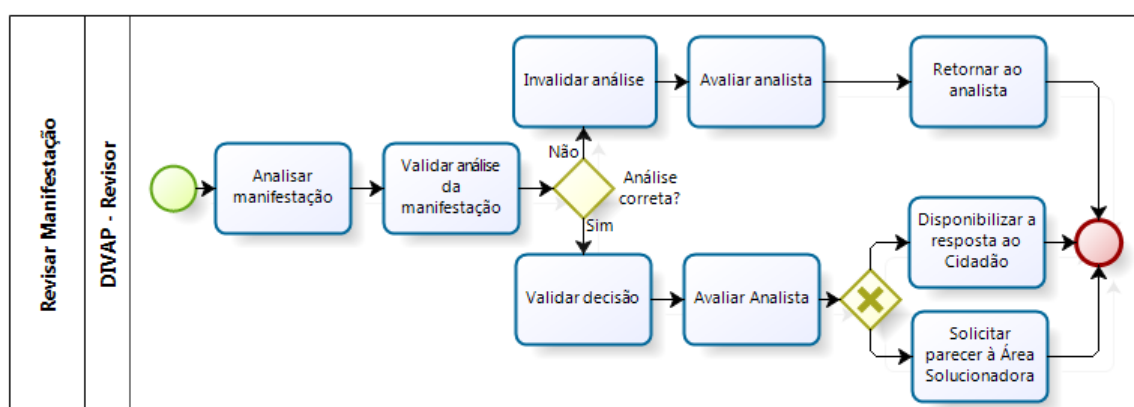 Revisar Manifestação
DIVAP - Revisor
Analisar
manifestação
Validar análise
da
manifestação
Análise
correta?
Não
Invalidar análise
Avaliar analista
Retornar ao
analista
Sim
Validar decisão
Avaliar Analista
Disponibilizar a
resposta ao
Cidadão
Solicitar
parecer à Área
Solucionadora